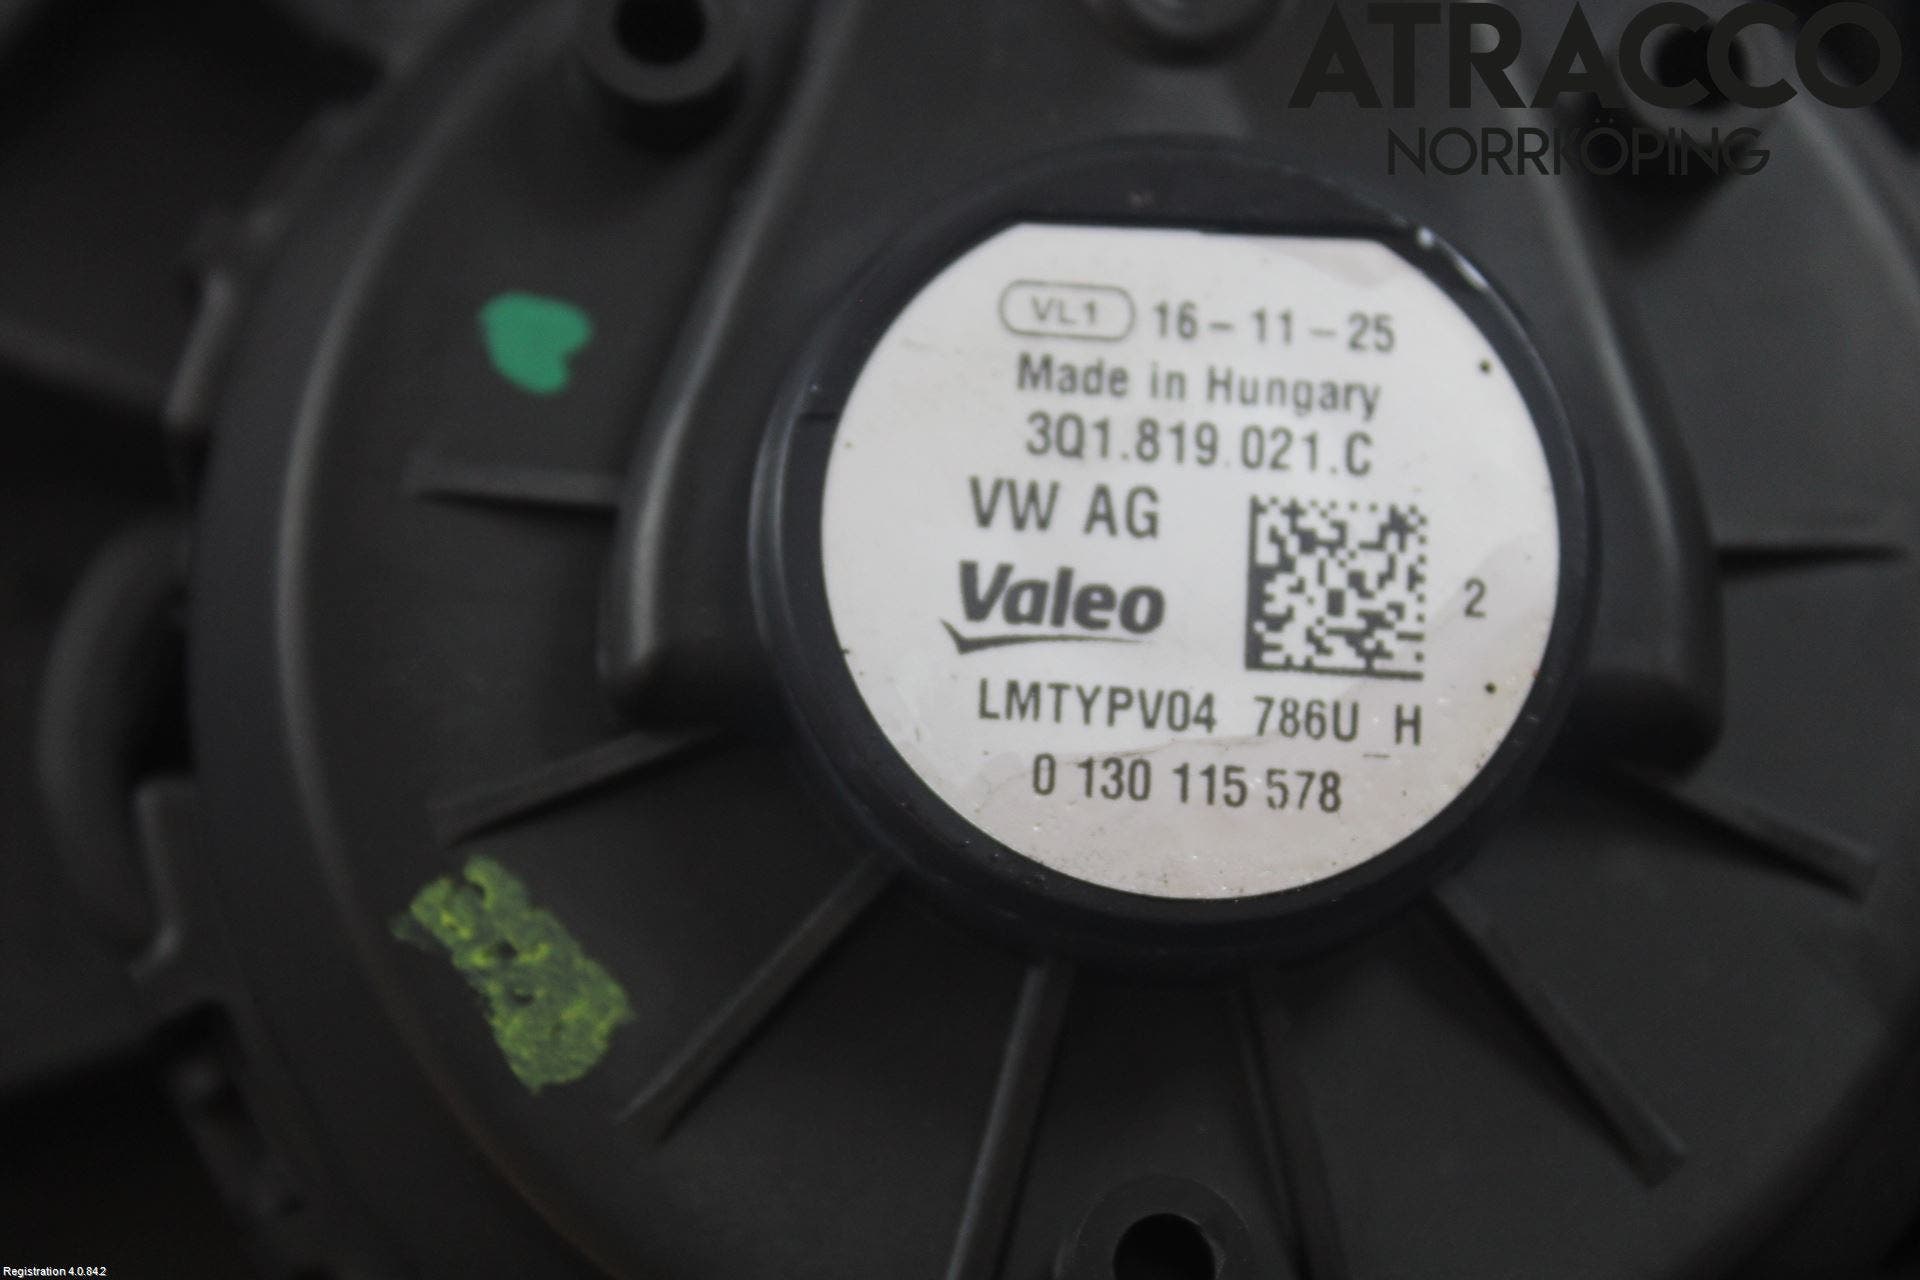 ATRACCO
NORRKÖPING
VL1 16-11-25
Made in Hungary
3Q1.819.021.C
VW AG
Valeo
2
LMTYPV04 786U_H
0 130 115 578
Registration 4.0.84.2